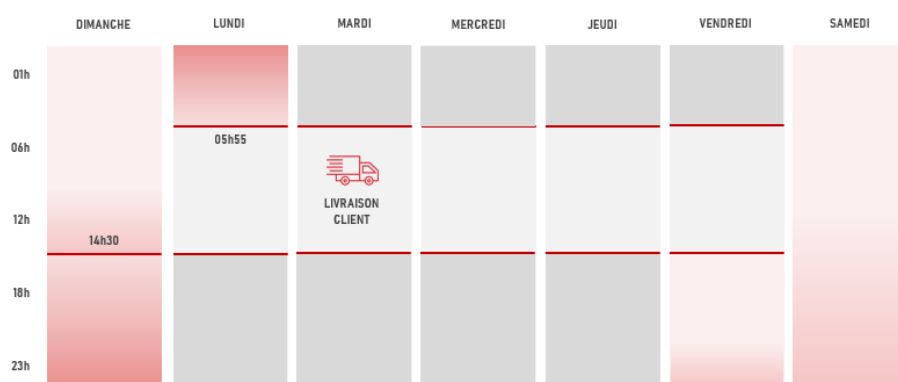 DIMANCHE
LUNDI
MARDI
MERCREDI
JEUDI
VENDREDI
SAMEDI
01h
05h55
06h
LIVRAISON
CLIENT
12h
14h30
18h
23h